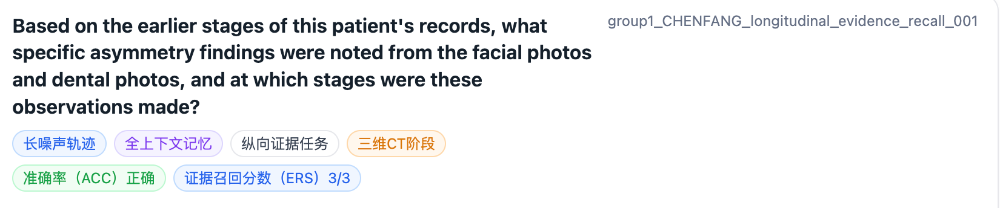 Based on the earlier stages of this patient's records, what
specific asymmetry findings were noted from the facial photos
and dental photos, and at which stages were these
observations made?
group1_CHENFANG_longitudinal_evidence_recall_001
长噪声轨迹 全上下文记忆 纵向证据任务 三维CT阶段
准确率（ACC）正确 证据召回分数（ERS）3/3